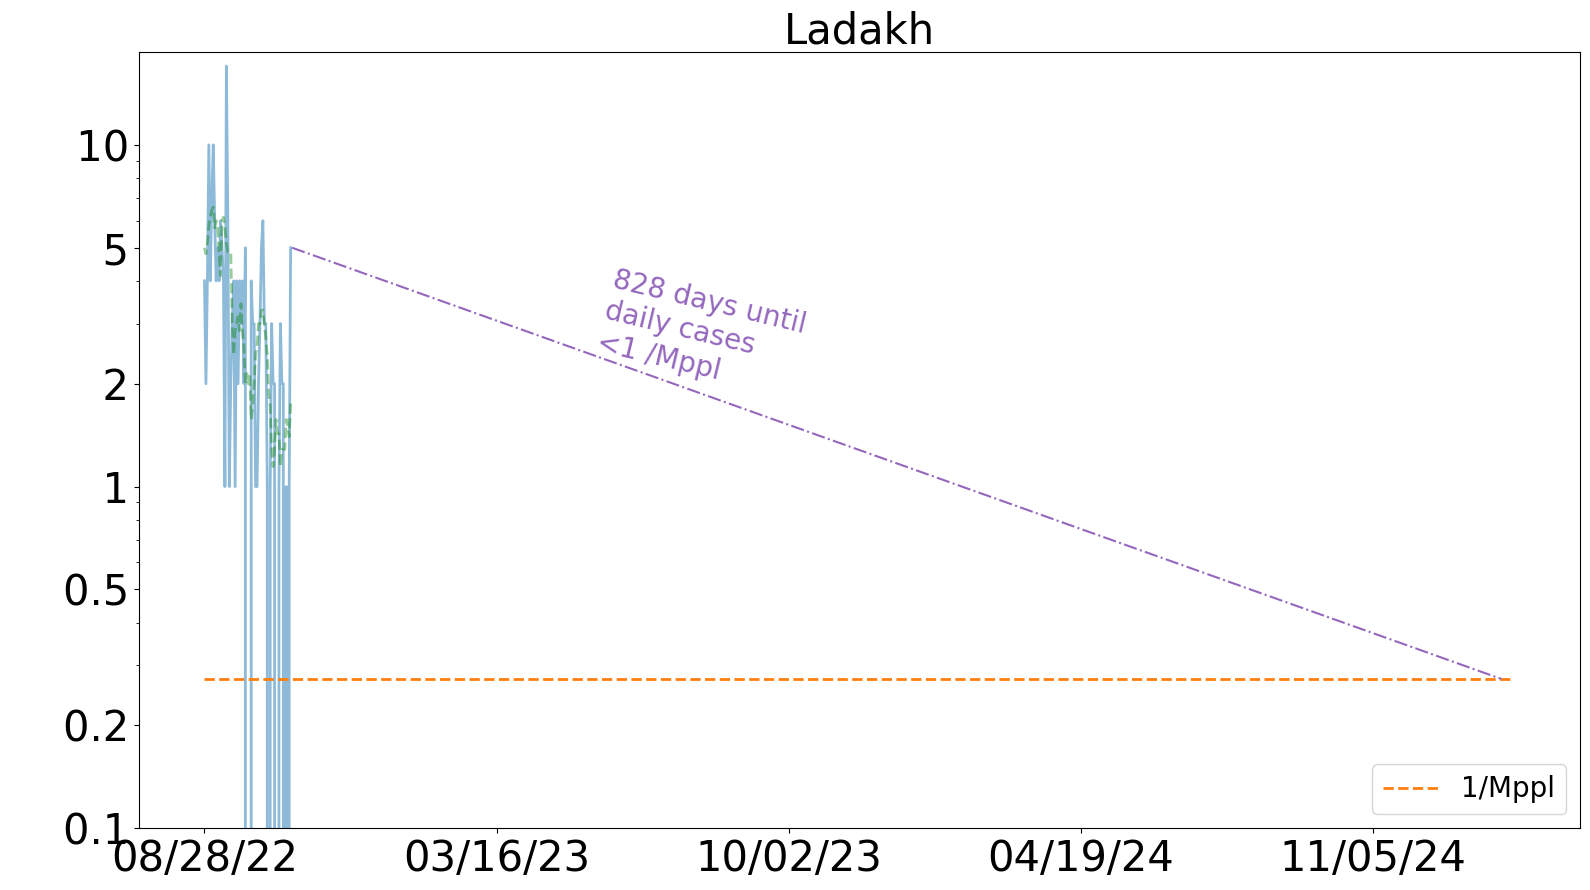 Ladakh
10
5
2
1
0.5
0.2
0.1
828 days until
daily cases
<1 /Mppl
1/Mppl
08/28/22
03/16/23
10/02/23
04/19/24
11/05/24